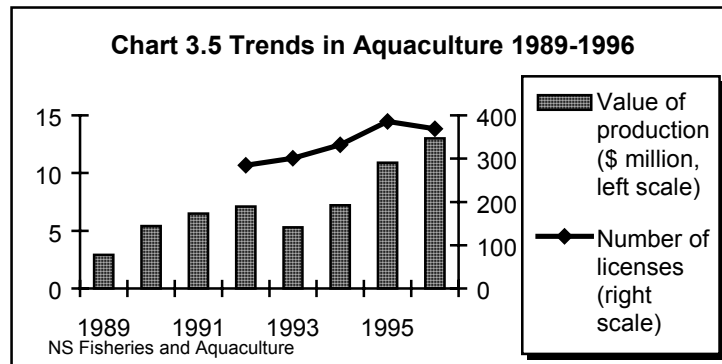 Chart 3.5 Trends in Aquaculture 1989-1996
15
10
5
0
400
300
200
100
0
1989 1991 1993 1995
NS Fisheries and Aquaculture
Value of
production
($ million,
left scale)
Number of
licenses
(right
scale)